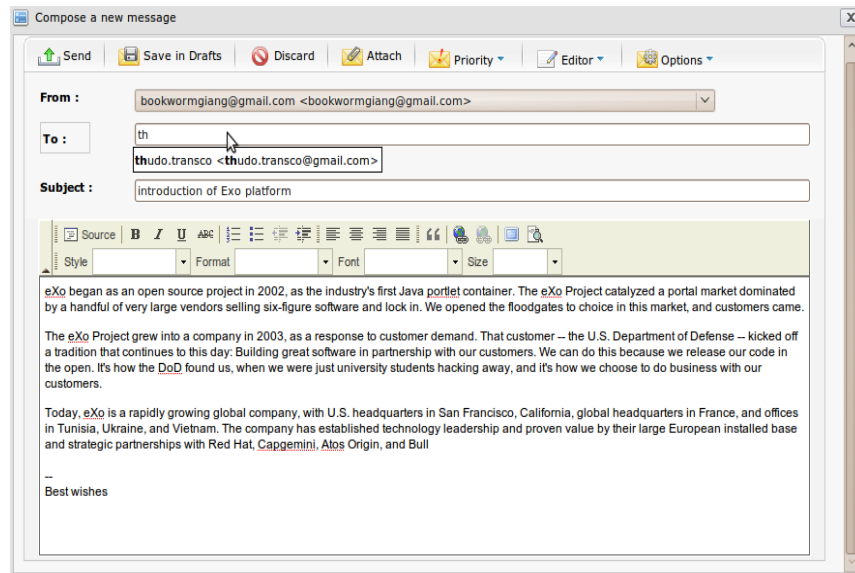 Compose a new message
X
Send Save in Drafts Discard Attach Priority Editor Options
From : bookwormgiang@gmail.com <bookwormgiang@gmail.com>
To : th
thudo.transco <thudo.transco@gmail.com>
Subject : introduction of Exo platform
Source B I U ABC
Style Format Font Size
eXo began as an open source project in 2002, as the industry's first Java portlet container. The eXo Project catalyzed a portal market dominated
by a handful of very large vendors selling six-figure software and lock in. We opened the floodgates to choice in this market, and customers came.
The eXo Project grew into a company in 2003, as a response to customer demand. That customer -- the U.S. Department of Defense -- kicked off
a tradition that continues to this day: Building great software in partnership with our customers. We can do this because we release our code in
the open. It's how the DoD found us, when we were just university students hacking away, and it's how we choose to do business with our
customers.
Today, eXo is a rapidly growing global company, with U.S. headquarters in San Francisco, California, global headquarters in France, and offices
in Tunisia, Ukraine, and Vietnam. The company has established technology leadership and proven value by their large European installed base
and strategic partnerships with Red Hat, Capgemini, Atos Origin, and Bull
--
Best wishes